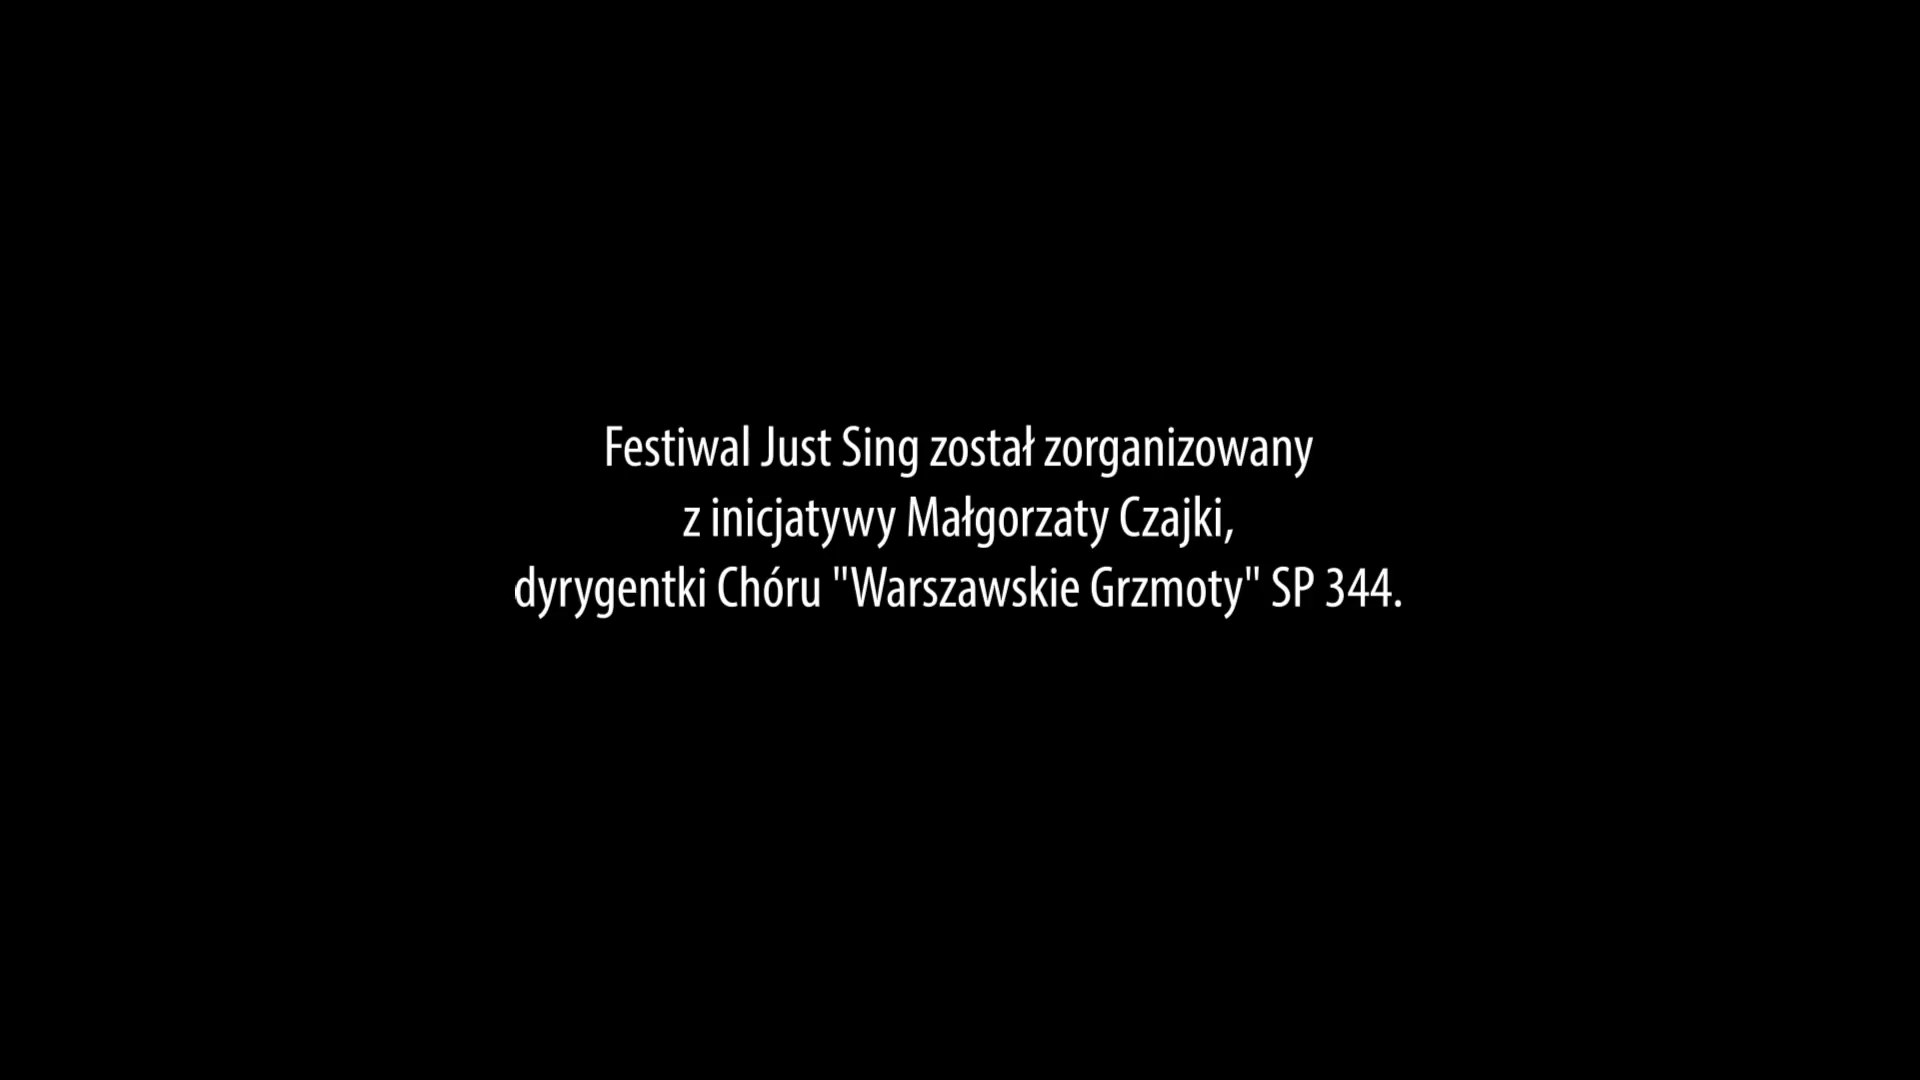 Festiwal Just Sing został zorganizowany
z inicjatywy Małgorzaty Czajki,
dyrygentki Chóru "Warszawskie Grzmoty" SP 344.